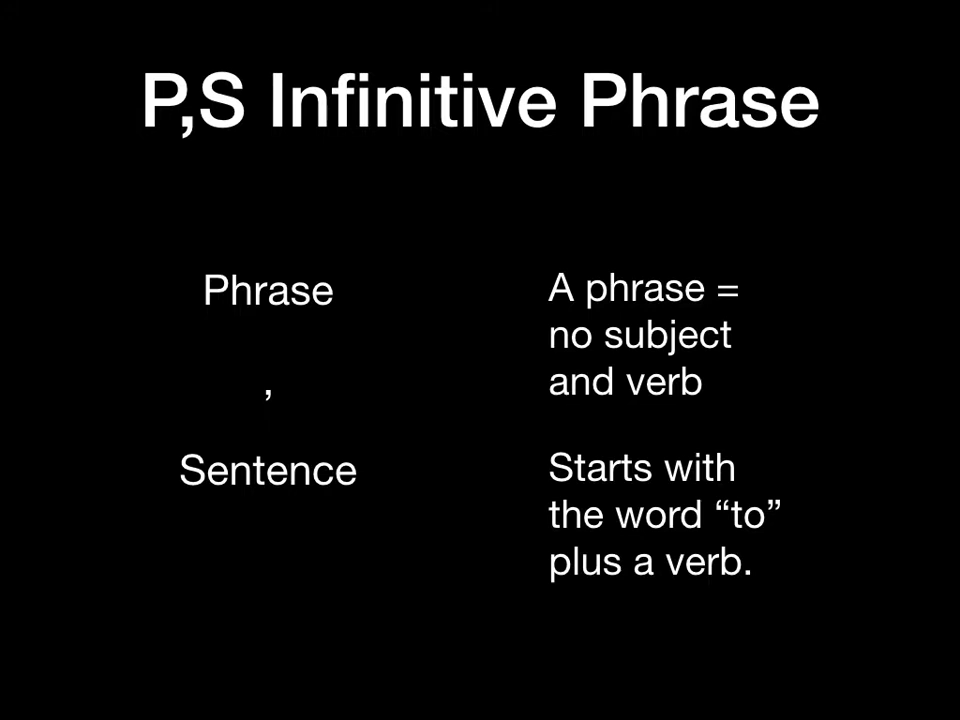 P,S Infinitive Phrase
Phrase
,
Sentence
A phrase =
no subject
and verb
Starts with
the word “to”
plus a verb.